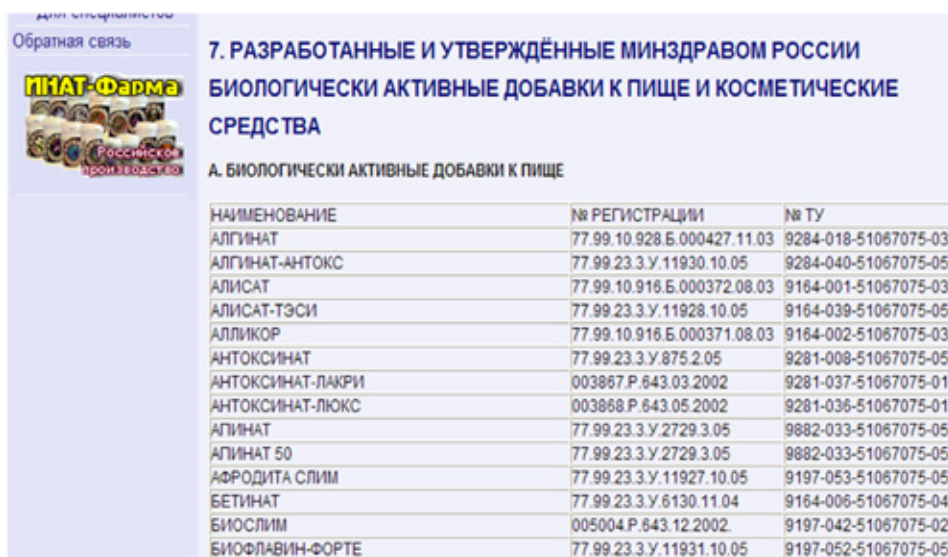 Для специалистов
Обратная связь
ИНАТ-Фарма
Российское
производство
7. РАЗРАБОТАННЫЕ И УТВЕРЖДЁННЫЕ МИНЗДРАВОМ РОССИИ
БИОЛОГИЧЕСКИ АКТИВНЫЕ ДОБАВКИ К ПИЩЕ И КОСМЕТИЧЕСКИЕ
СРЕДСТВА
А. БИОЛОГИЧЕСКИ АКТИВНЫЕ ДОБАВКИ К ПИЩЕ
НАИМЕНОВАНИЕ № РЕГИСТРАЦИИ № ТУ
АЛГИНАТ 77.99.10.928.Б.000427.11.03 9284-018-51067075-03
АЛГИНАТ-АНТОКС 77.99.23.3.У.11930.10.05 9284-040-51067075-05
АЛИСАТ 77.99.10.916.Б.000372.08.03 9164-001-51067075-03
АЛИСАТ-ТЭСИ 77.99.23.3.У.11928.10.05 9164-039-51067075-05
АЛЛИКОР 77.99.10.916.Б.000371.08.03 9164-002-51067075-03
АНТОКСИНАТ 77.99.23.3.У.875.2.05 9281-008-51067075-05
АНТОКСИНАТ-ЛАКРИ 003867.Р.643.03.2002 9281-037-51067075-01
АНТОКСИНАТ-ЛЮКС 003868.Р.643.05.2002 9281-036-51067075-01
АПИНАТ 77.99.23.3.У.2729.3.05 9882-033-51067075-05
АПИНАТ 50 77.99.23.3.У.2729.3.05 9882-033-51067075-05
АФРОДИТА СЛИМ 77.99.23.3.У.11927.10.05 9197-053-51067075-05
БЕТИНАТ 77.99.23.3.У.6130.11.04 9164-006-51067075-04
БИОСЛИМ 005004.Р.643.12.2002. 9197-042-51067075-02
БИОФЛАВИН-ФОРТЕ 77.99.23.3.У.11931.10.05 9197-052-51067075-05